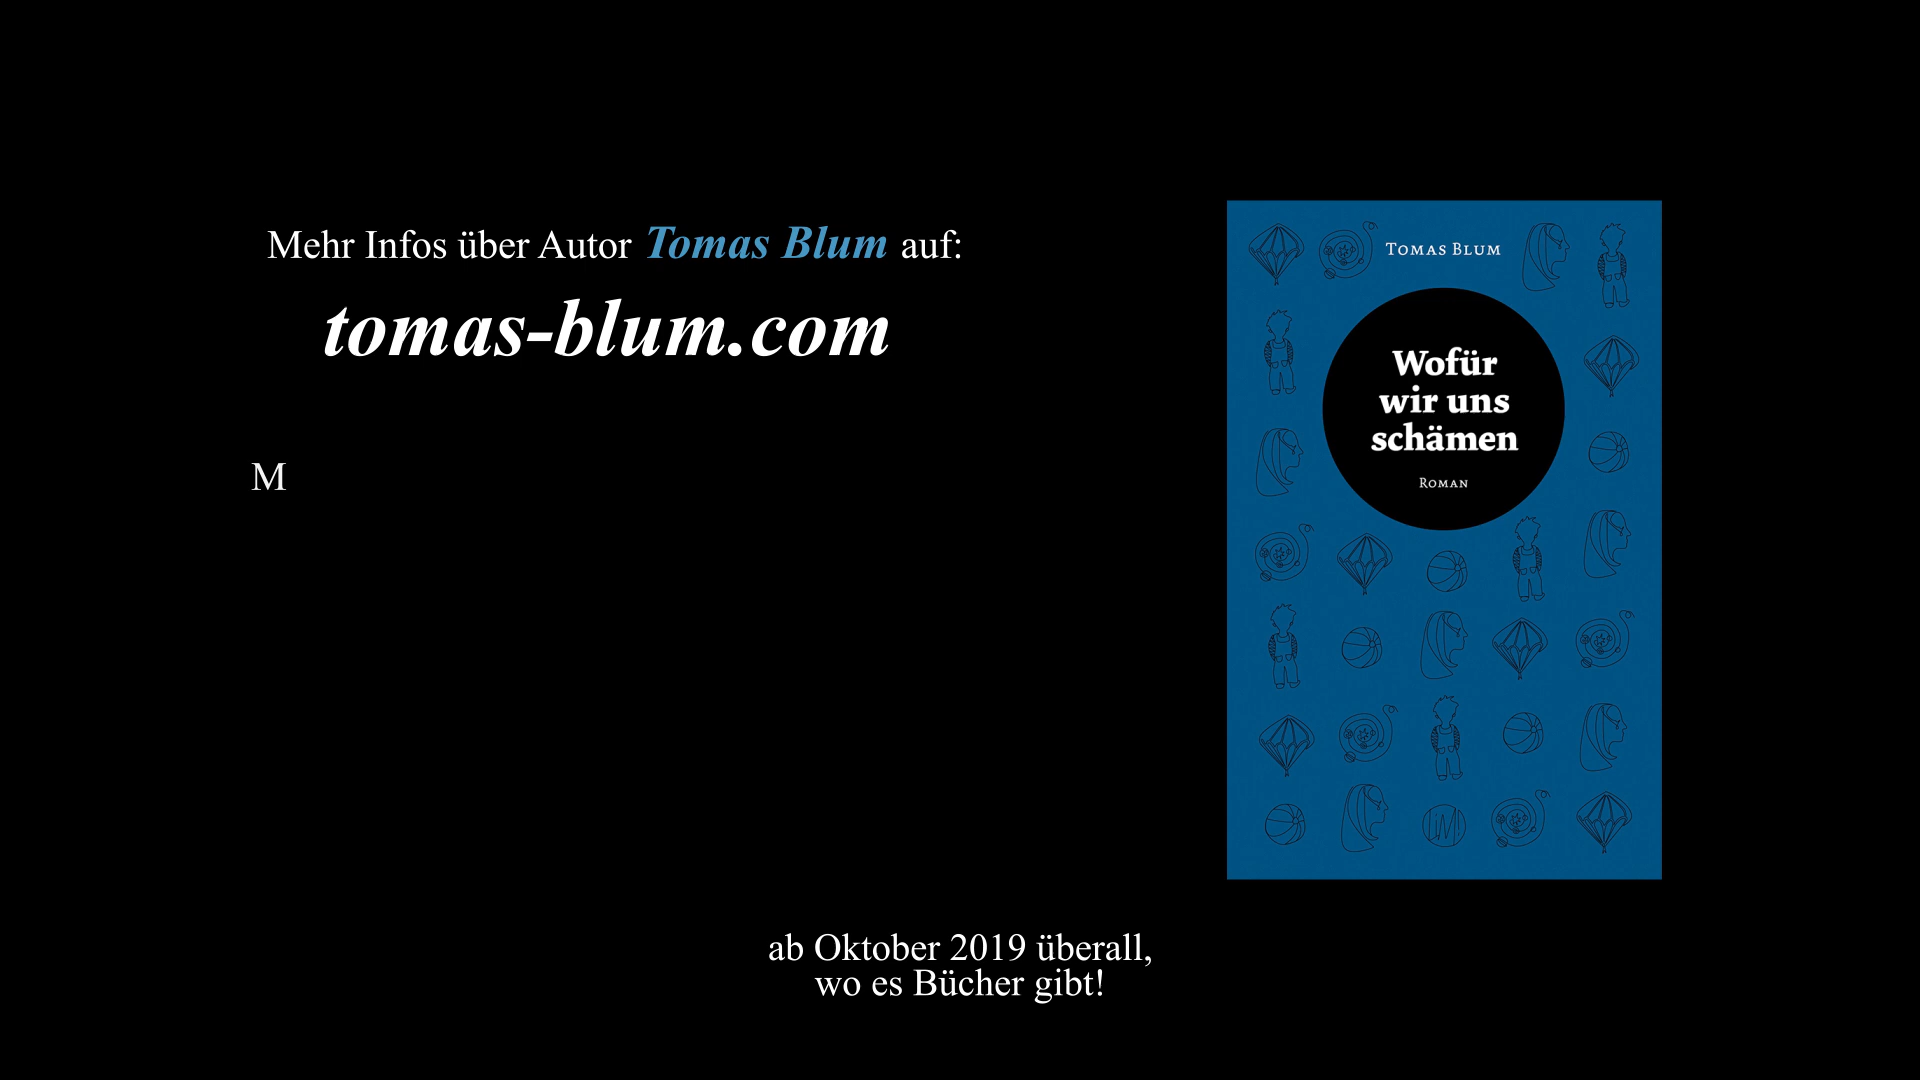 Mehr Infos über Autor Tomas Blum auf:
tomas-blum.com
M
Tomas Blum
Wofür
wir uns
schämen
Roman
ab Oktober 2019 überall,
wo es Bücher gibt!